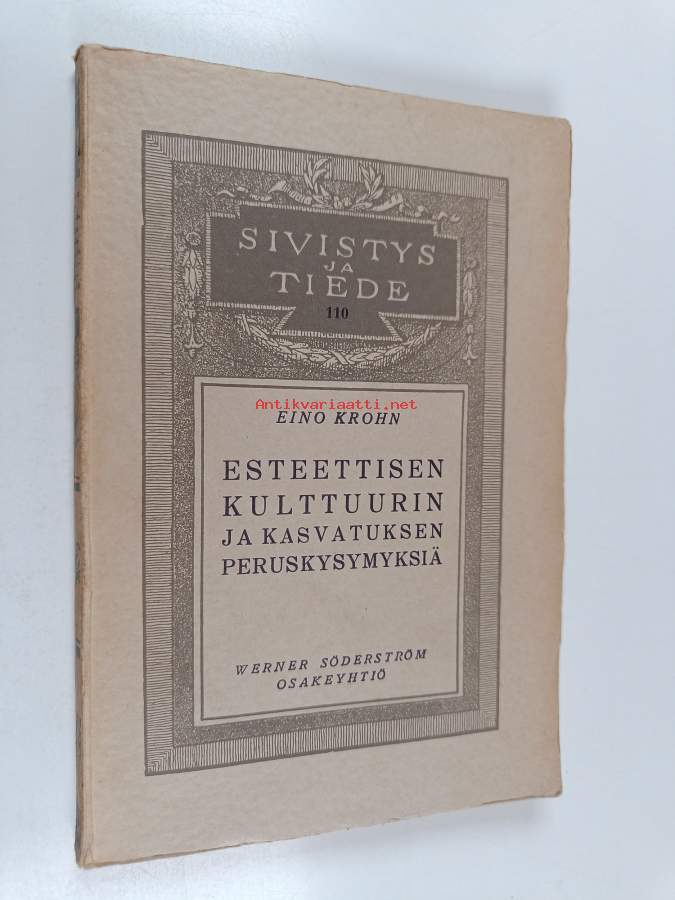 SIVISTYS
JA
TIEDE
110
Antikvariaatti.net
EINO KROHN
ESTEETTISEN
KULTTUURIN
JA KASVATUKSEN
PERUSKYSYMYKSIÄ
WERNER SÖDERSTRÖM
OSAKEYHTIÖ